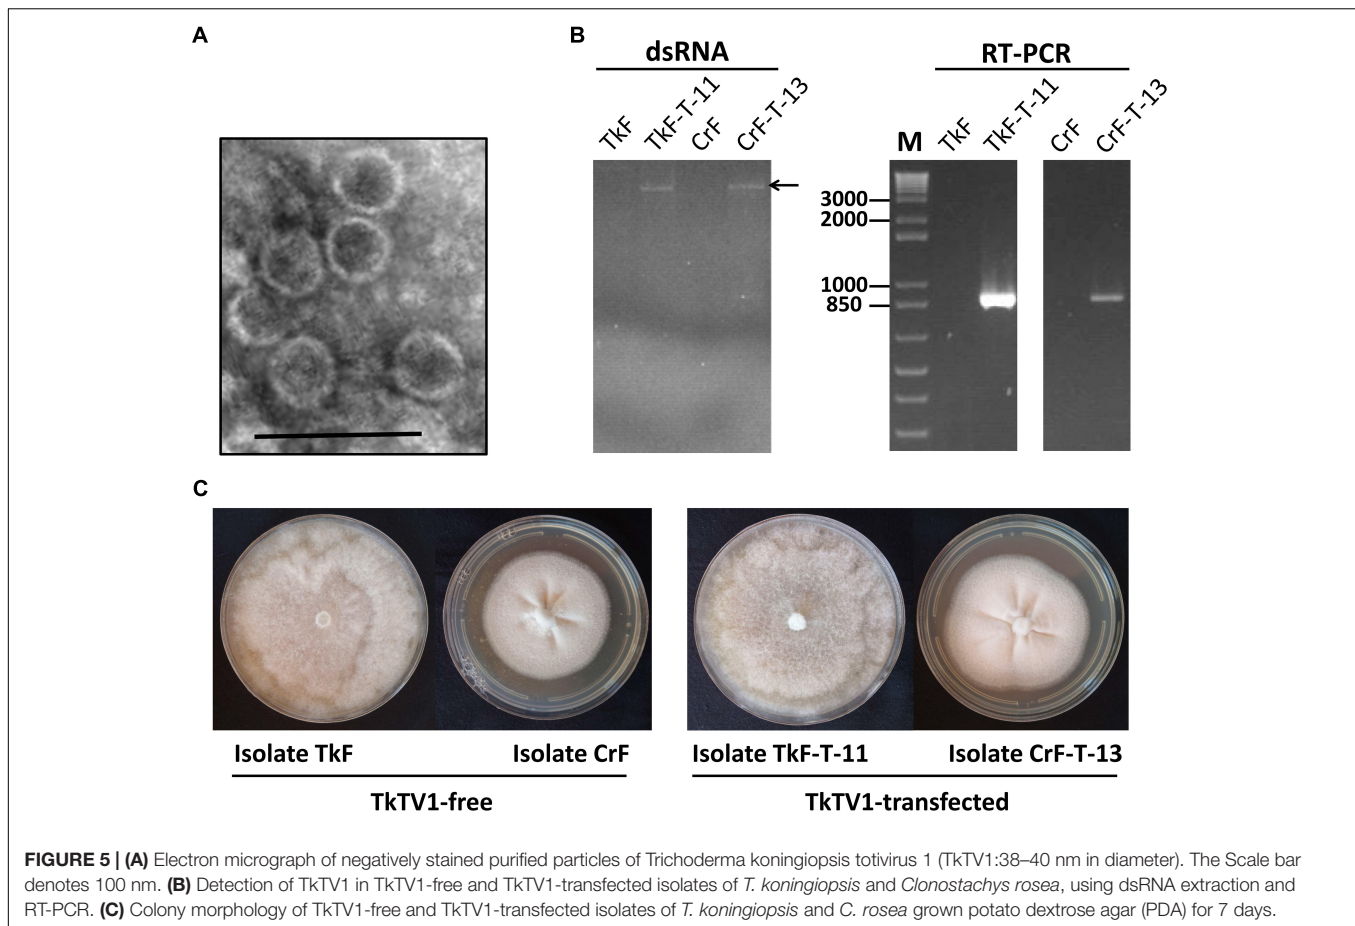 A
B
dsRNA
RT-PCR
TkF
TkF-T-11
CrF
CrF-T-13
M
TkF
TkF-T-11
CrF
CrF-T-13
3000
2000
1000
850
C
Isolate TkF
Isolate CrF
Isolate TkF-T-11
Isolate CrF-T-13
TkTV1-free
TkTV1-transfected
FIGURE 5 | (A) Electron micrograph of negatively stained purified particles of Trichoderma koningiopsis totivirus 1 (TkTV1:38–40 nm in diameter). The Scale bar
denotes 100 nm. (B) Detection of TkTV1 in TkTV1-free and TkTV1-transfected isolates of T. koningiopsis and Clonostachys rosea, using dsRNA extraction and
RT-PCR. (C) Colony morphology of TkTV1-free and TkTV1-transfected isolates of T. koningiopsis and C. rosea grown potato dextrose agar (PDA) for 7 days.